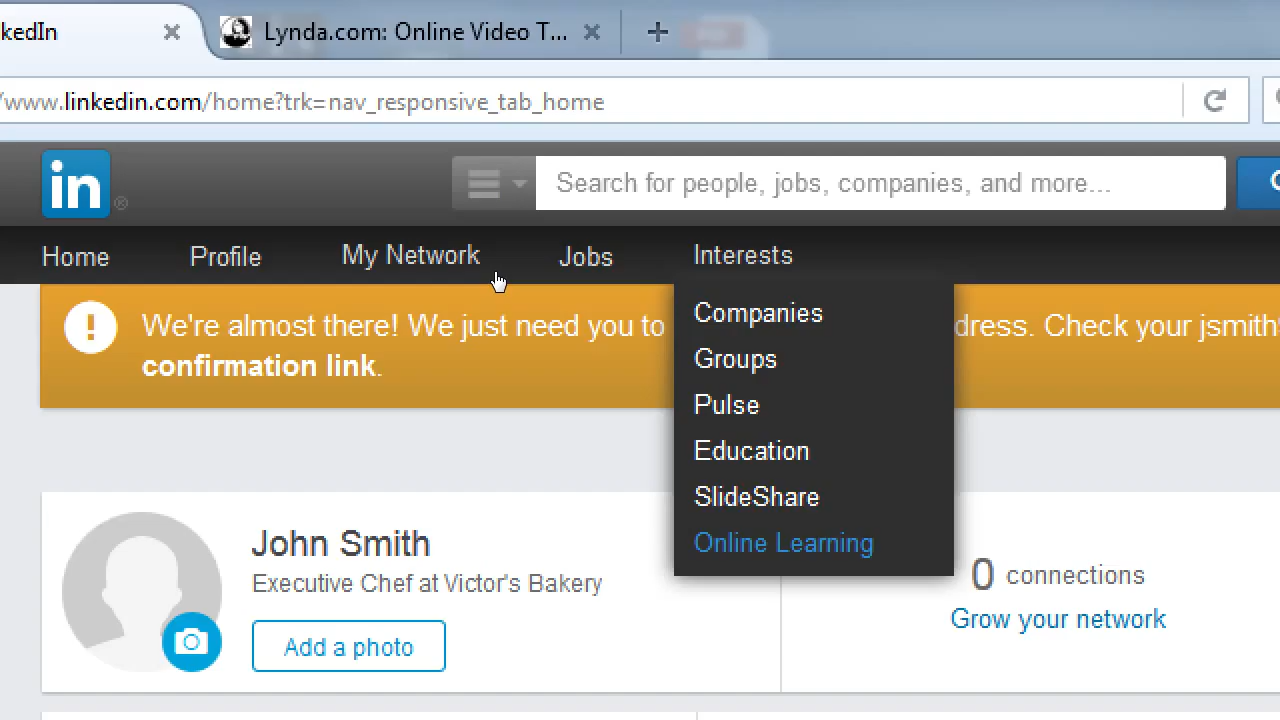 kedIn
Lynda.com: Online Video T...
/www.linkedin.com/home?trk=nav_responsive_tab_home
in
®
Search for people, jobs, companies, and more...
Home Profile My Network Jobs Interests
Companies
Groups
Pulse
Education
SlideShare
Online Learning
! We're almost there! We just need you to dress. Check your jsmith
confirmation link.
John Smith
Executive Chef at Victor's Bakery
Add a photo
0 connections
Grow your network